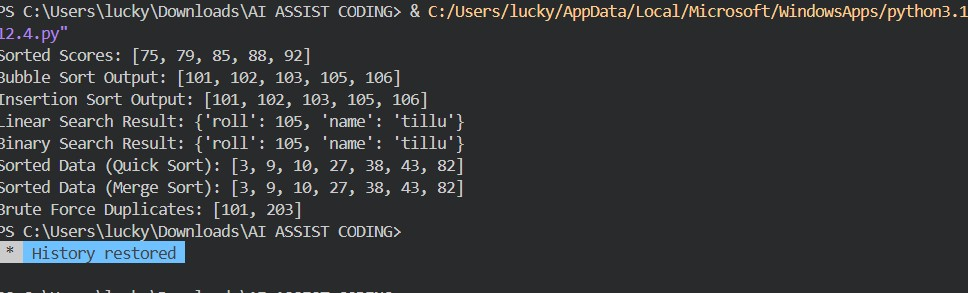 PS C:\Users\lucky\Downloads\AI ASSIST CODING> & C:/Users/lucky/AppData/Local/Microsoft/WindowsApps/python3.1
12.4.py"
Sorted Scores: [75, 79, 85, 88, 92]
Bubble Sort Output: [101, 102, 103, 105, 106]
Insertion Sort Output: [101, 102, 103, 105, 106]
Linear Search Result: {'roll': 105, 'name': 'tillu'}
Binary Search Result: {'roll': 105, 'name': 'tillu'}
Sorted Data (Quick Sort): [3, 9, 10, 27, 38, 43, 82]
Sorted Data (Merge Sort): [3, 9, 10, 27, 38, 43, 82]
Brute Force Duplicates: [101, 203]
PS C:\Users\lucky\Downloads\AI ASSIST CODING>
* History restored